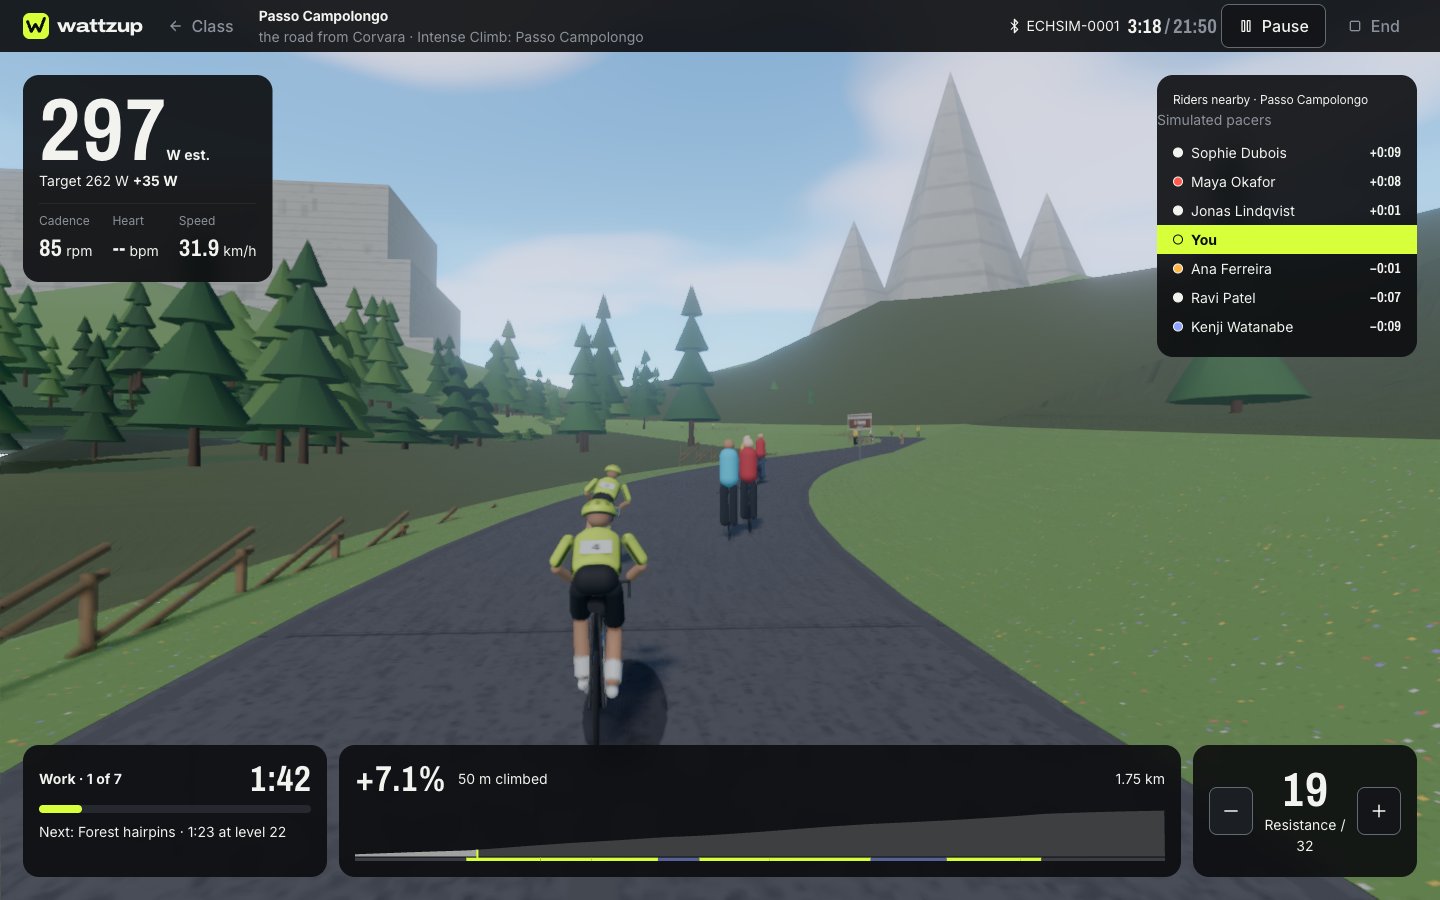 wattzup
Class
Passo Campolongo
the road from Corvara · Intense Climb: Passo Campolongo
ECHSIM-0001 3:18 / 21:50
Pause
End
297 W est.
Target 262 W +35 W
Cadence Heart Speed
85 rpm -- bpm 31.9 km/h
Riders nearby · Passo Campolongo
Simulated pacers
Sophie Dubois +0:09
Maya Okafor +0:08
Jonas Lindqvist +0:01
You
Ana Ferreira −0:01
Ravi Patel −0:07
Kenji Watanabe −0:09
4
Work · 1 of 7 1:42
Next: Forest hairpins · 1:23 at level 22
+7.1% 50 m climbed 1.75 km
−
19
Resistance /
32
+